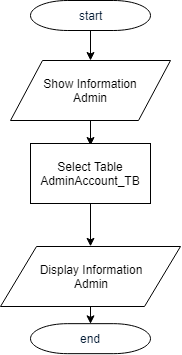 start
Show Information
Admin
Select Table
AdminAccount_TB
Display Information
Admin
end